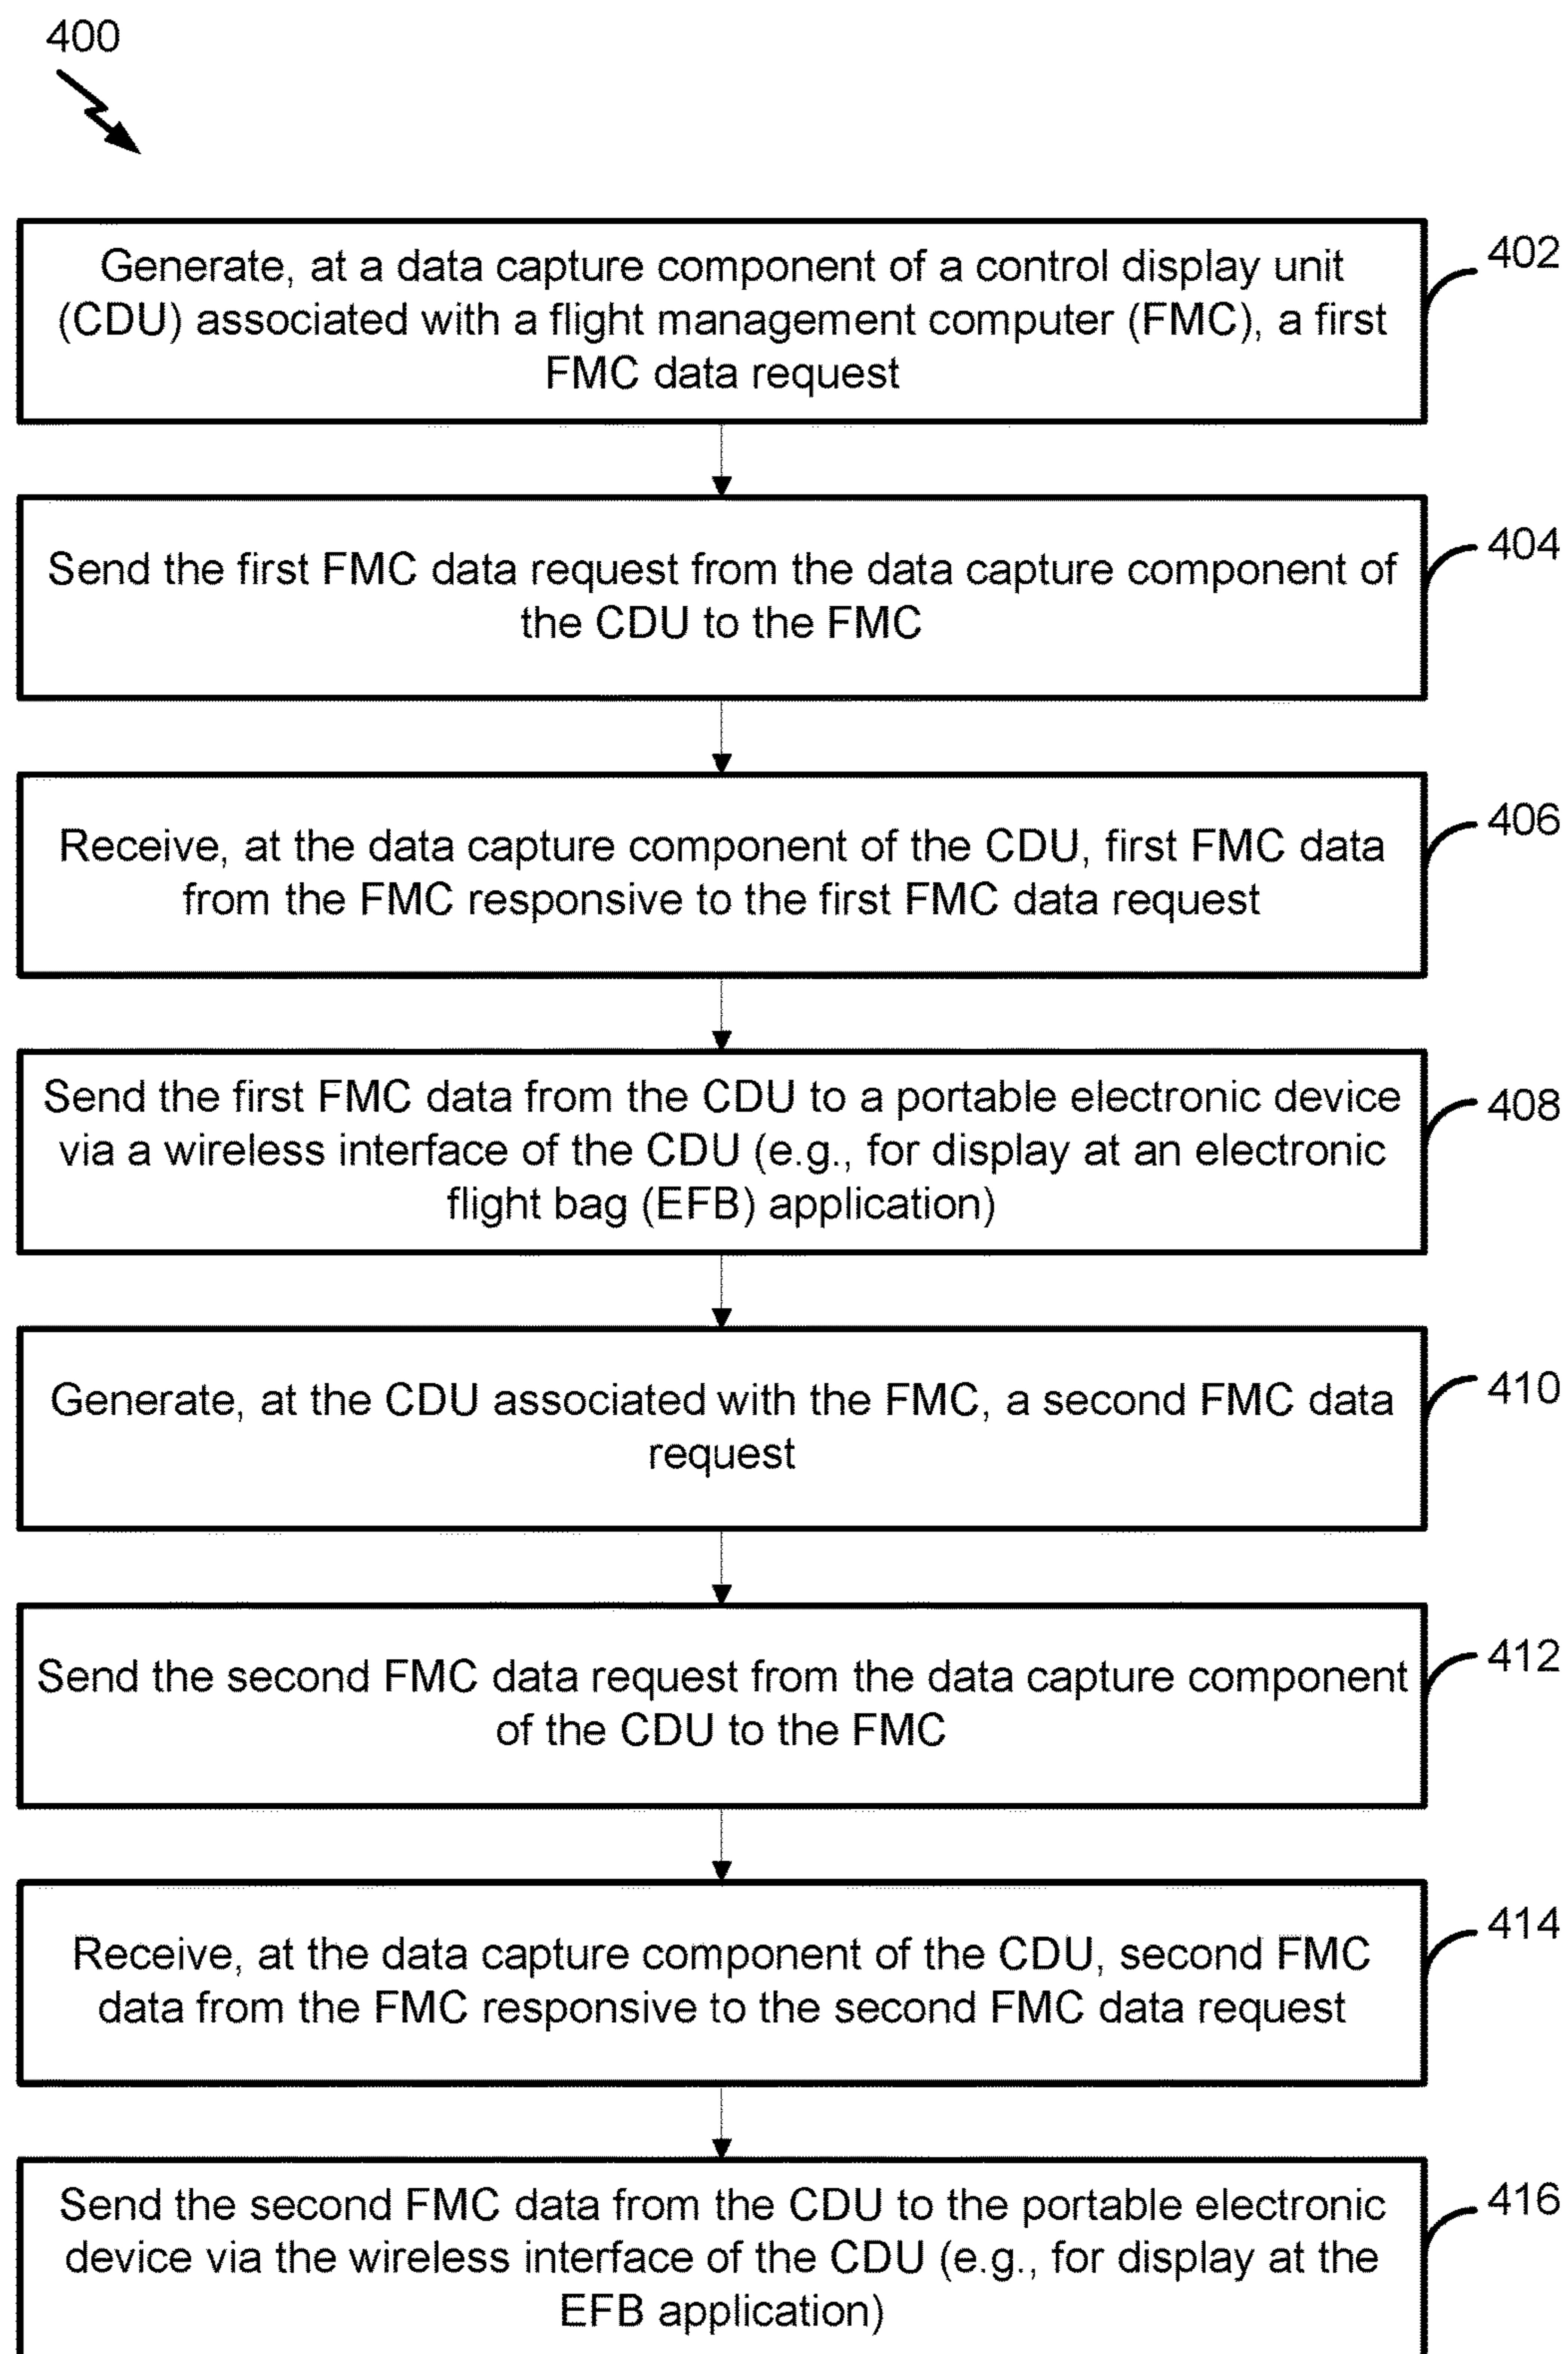 400
Generate, at a data capture component of a control display unit
(CDU) associated with a flight management computer (FMC), a first
FMC data request
402
Send the first FMC data request from the data capture component of
the CDU to the FMC
404
Receive, at the data capture component of the CDU, first FMC data
from the FMC responsive to the first FMC data request
406
Send the first FMC data from the CDU to a portable electronic device
via a wireless interface of the CDU (e.g., for display at an electronic
flight bag (EFB) application)
408
Generate, at the CDU associated with the FMC, a second FMC data
request
410
Send the second FMC data request from the data capture component
of the CDU to the FMC
412
Receive, at the data capture component of the CDU, second FMC
data from the FMC responsive to the second FMC data request
414
Send the second FMC data from the CDU to the portable electronic
device via the wireless interface of the CDU (e.g., for display at the
EFB application)
416